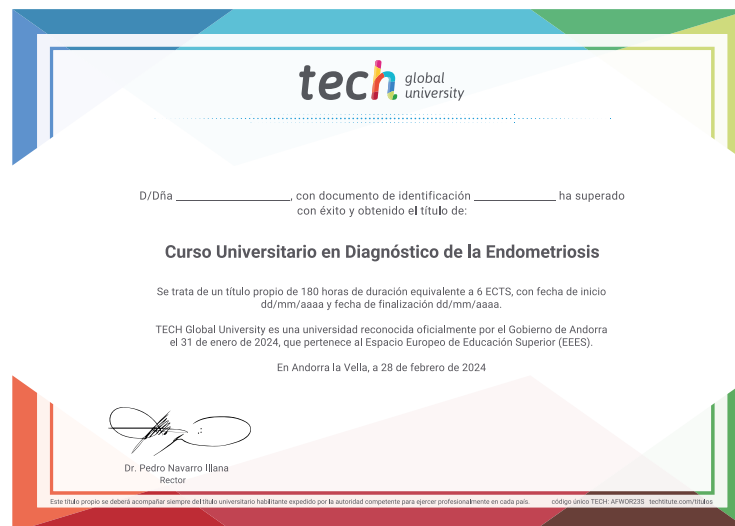 tech global university
D/Dña ____________________, con documento de identificación ______________ ha superado
con éxito y obtenido el título de:
Curso Universitario en Diagnóstico de la Endometriosis
Se trata de un título propio de 180 horas de duración equivalente a 6 ECTS, con fecha de inicio
dd/mm/aaaa y fecha de finalización dd/mm/aaaa.
TECH Global University es una universidad reconocida oficialmente por el Gobierno de Andorra
el 31 de enero de 2024, que pertenece al Espacio Europeo de Educación Superior (EEES).
En Andorra la Vella, a 28 de febrero de 2024
Dr. Pedro Navarro Illana
Rector
Este título propio se deberá acompañar siempre del título universitario habilitante expedido por la autoridad competente para ejercer profesionalmente en cada país. código único TECH: AFWOR23S techtitute.com/titulos